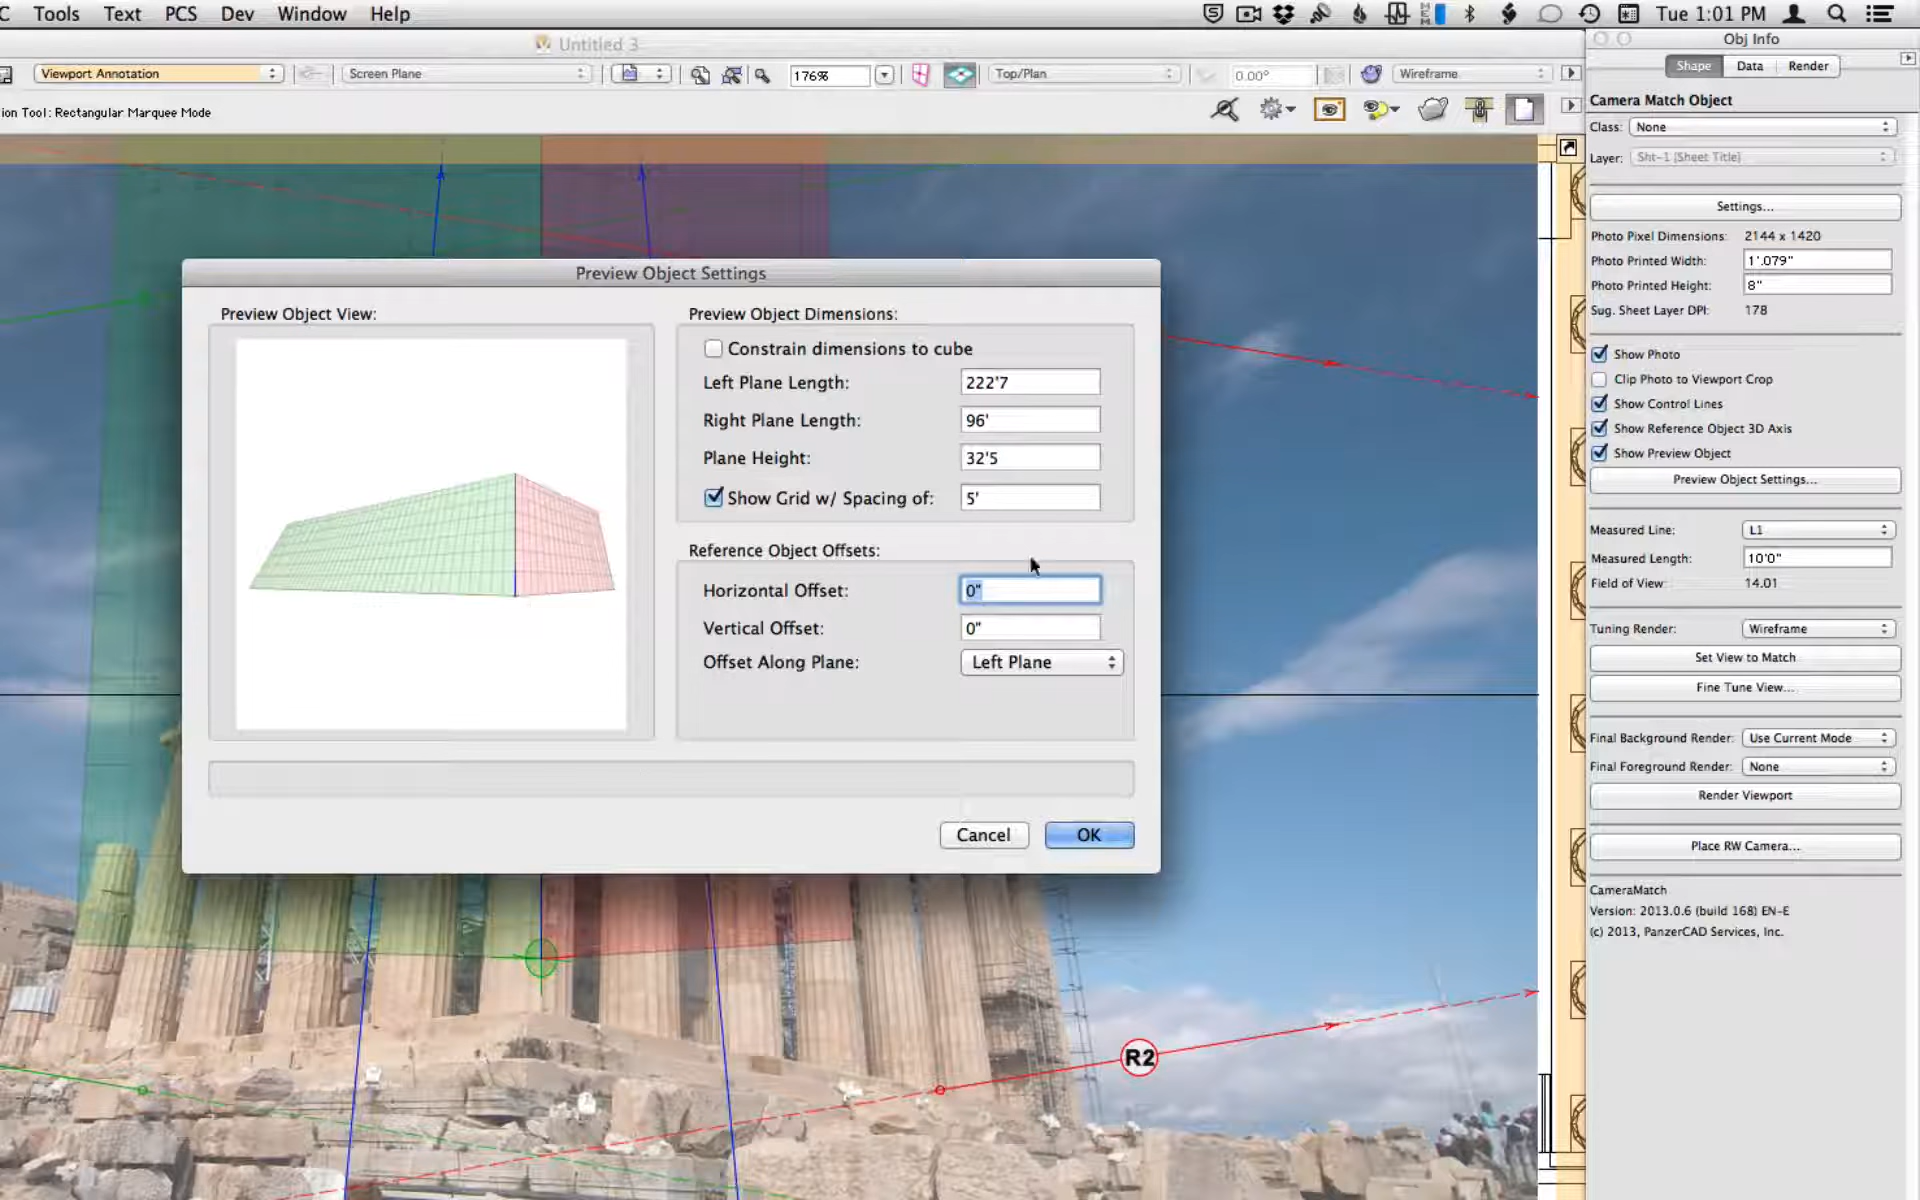 C Tools Text PCS Dev Window Help
Tue 1:01 PM
Untitled 3
Obj Info
Viewport Annotation
Screen Plane
176%
Top/Plan
0.00°
Wireframe
Shape Data Render
ion Tool: Rectangular Marquee Mode
Camera Match Object
Class: None
Layer: Sht-1 [Sheet Title]
Settings...
Photo Pixel Dimensions: 2144 x 1420
Photo Printed Width: 1'.079"
Photo Printed Height: 8"
Sug. Sheet Layer DPI: 178
Show Photo
Clip Photo to Viewport Crop
Show Control Lines
Show Reference Object 3D Axis
Show Preview Object
Preview Object Settings...
Measured Line: L1
Measured Length: 10'0"
Field of View: 14.01
Tuning Render: Wireframe
Set View to Match
Fine Tune View...
Final Background Render: Use Current Mode
Final Foreground Render: None
Render Viewport
Place RW Camera...
CameraMatch
Version: 2013.0.6 (build 168) EN-E
(c) 2013, PanzerCAD Services, Inc.
Preview Object Settings
Preview Object View:
Preview Object Dimensions:
Constrain dimensions to cube
Left Plane Length: 222'7
Right Plane Length: 96'
Plane Height: 32'5
Show Grid w/ Spacing of: 5'
Reference Object Offsets:
Horizontal Offset: 0"
Vertical Offset: 0"
Offset Along Plane: Left Plane
Cancel OK
R2